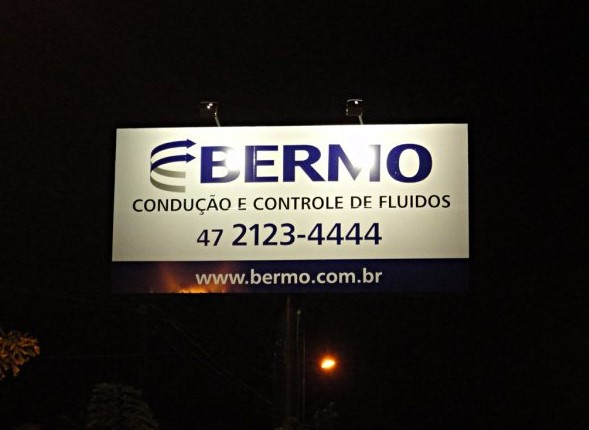 BERMO
CONDUÇÃO E CONTROLE DE FLUIDOS
47 2123-4444
www.bermo.com.br